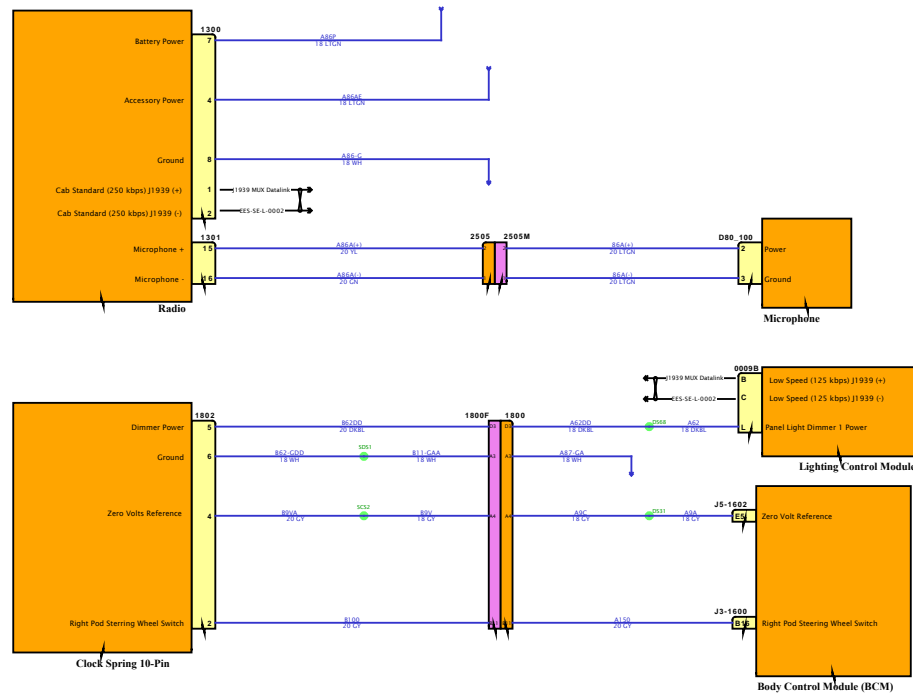 1300
Battery Power
7
A86P
18 LTGN
Accessory Power
4
A86AE
18 LTGN
Ground
8
A86-G
18 WH
Cab Standard (250 kbps) J1939 (+)
1
J1939 MUX Datalink
Cab Standard (250 kbps) J1939 (-)
2
EES-SE-L-0002
1301
Microphone +
15
A86A(+)
20 YL
2505
2505M
86A(+)
20 LTGN
D80_100
2
Power
Microphone -
16
A86A(-)
20 GN
86A(-)
20 LTGN
3
Ground
Radio
Microphone
0009B
J1939 MUX Datalink
B
Low Speed (125 kbps) J1939 (+)
EES-SE-L-0002
C
Low Speed (125 kbps) J1939 (-)
1802
Dimmer Power
5
B62DD
20 DKBL
1800F
1800
D3
D3
A62DD
18 DKBL
DS68
A62
18 DKBL
L
Panel Light Dimmer 1 Power
Ground
6
B62-GDD
18 WH
SD51
B11-GAA
18 WH
A3
A3
A87-GA
18 WH
Lighting Control Module
Zero Volts Reference
4
B9VA
20 GY
SC52
B9V
18 GY
A4
A4
A9C
18 GY
DS31
A9A
18 GY
J5-1602
E5
Zero Volt Reference
Right Pod Sterring Wheel Switch
2
B100
20 GY
A150
20 GY
J3-1600
B16
Right Pod Steering Wheel Switch
Clock Spring 10-Pin
Body Control Module (BCM)